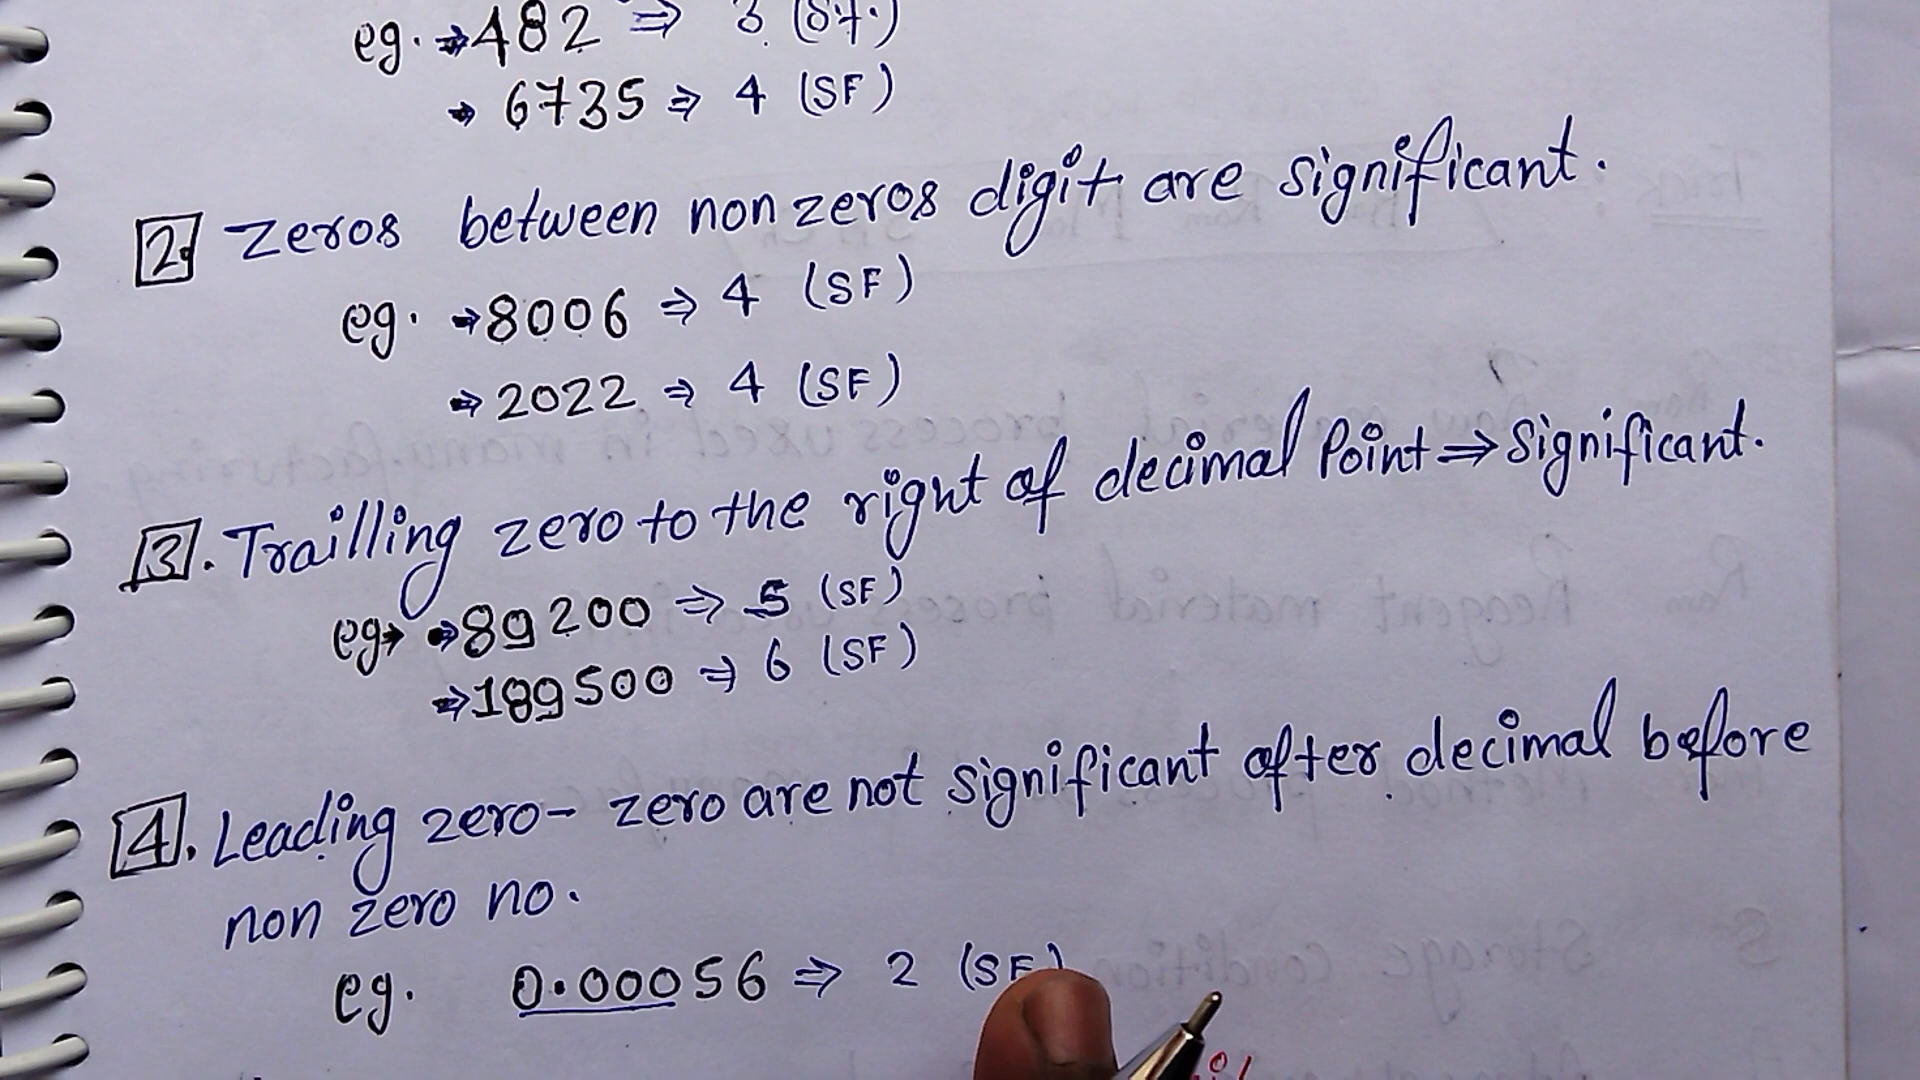 eg. → 482 ⇒ 3 (SF.)
→ 6735 ⇒ 4 (SF)
2. Zeros between non zeros digit are significant.
eg. → 8006 ⇒ 4 (SF)
→ 2022 ⇒ 4 (SF)
3. Trailling zero to the right of decimal Point ⇒ Significant.
eg → → 89200 ⇒ 5 (SF)
→ 189500 ⇒ 6 (SF)
4. Leading zero - zero are not significant after decimal before
non zero no.
eg. 0.00056 ⇒ 2 (SF)